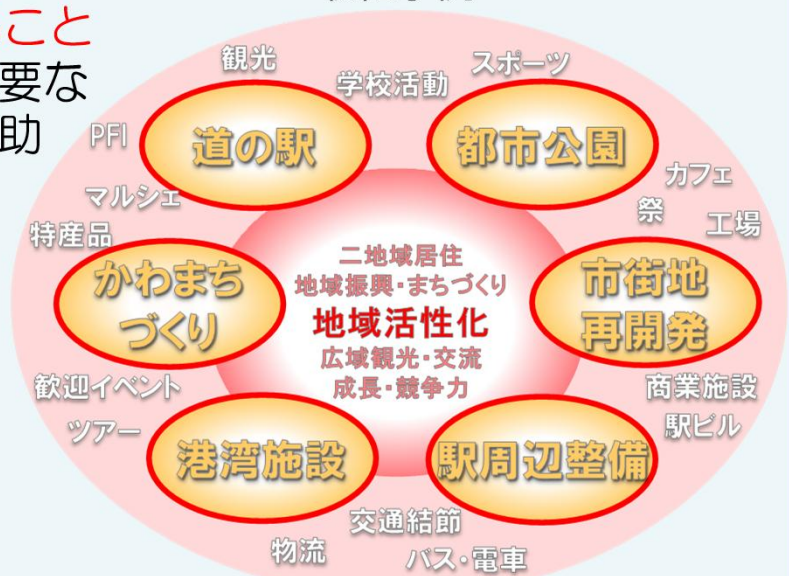 こと
要な
助
観光
学校活動
スポーツ
PFI
道の駅
都市公園
マルシェ
カフェ
祭
工場
特産品
かわまち
づくり
二地域居住
地域振興・まちづくり
地域活性化
広域観光・交流
成長・競争力
市街地
再開発
歓迎イベント
ツアー
商業施設
駅ビル
港湾施設
駅周辺整備
交通結節
物流
バス・電車